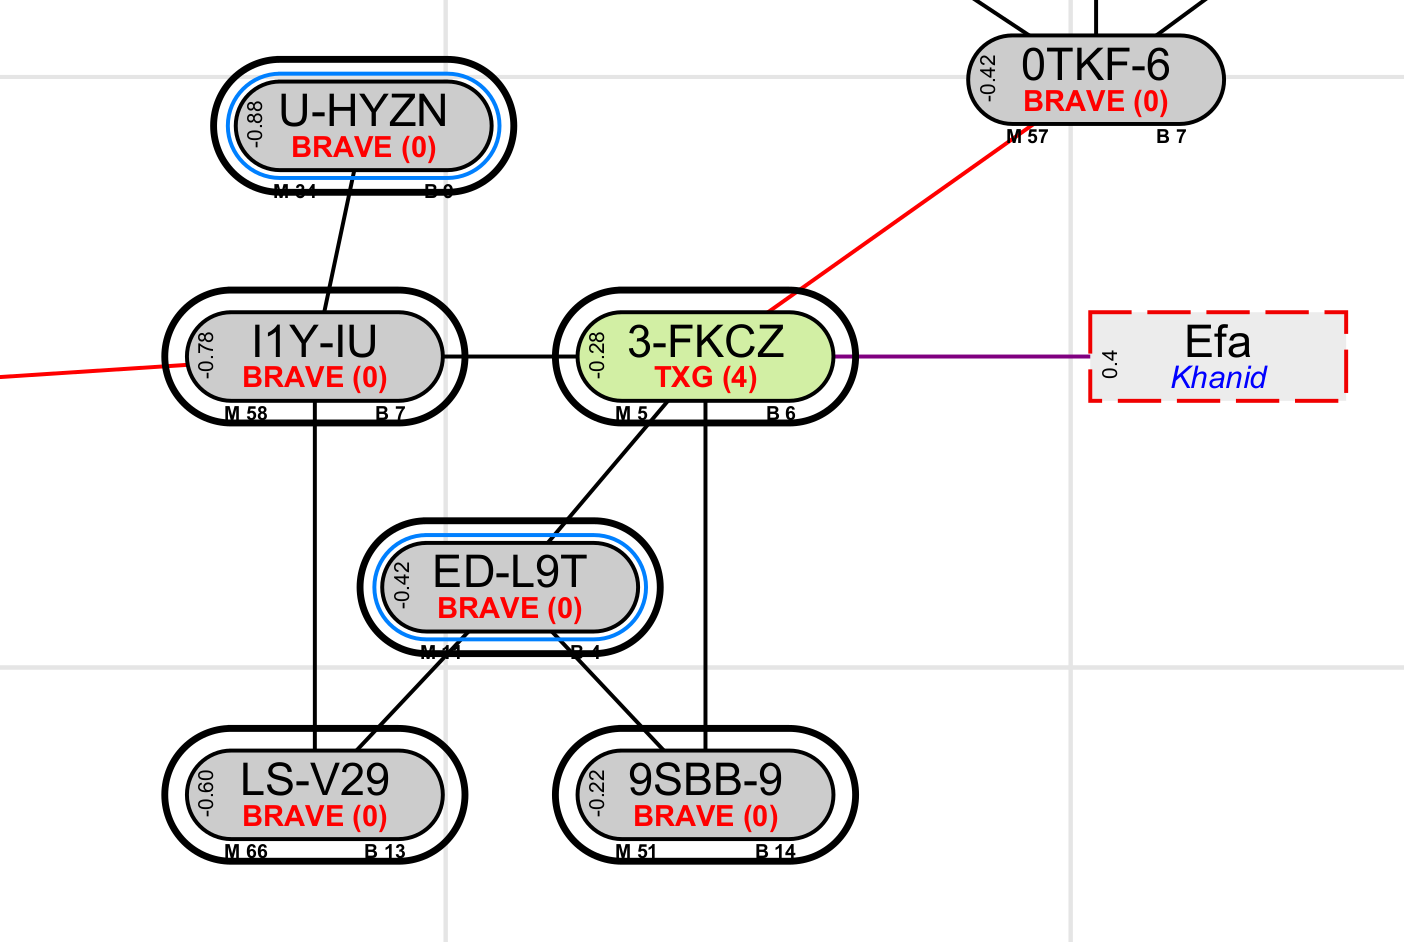 0TKF-6
-0.42
BRAVE (0)
M 57
B 7
U-HYZN
-0.88
BRAVE (0)
M 34
B 9
I1Y-IU
-0.78
BRAVE (0)
M 58
B 7
3-FKCZ
-0.28
TXG (4)
M 5
B 6
Efa
0.4
Khanid
ED-L9T
-0.42
BRAVE (0)
M 11
B 4
LS-V29
-0.60
BRAVE (0)
M 66
B 13
9SBB-9
-0.22
BRAVE (0)
M 51
B 14